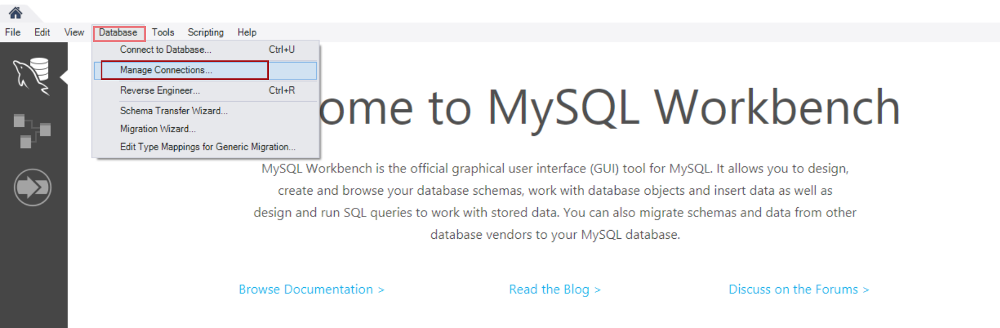 File Edit View Database Tools Scripting Help
Connect to Database... Ctrl+U
Manage Connections...
Reverse Engineer... Ctrl+R
Schema Transfer Wizard...
Migration Wizard...
Edit Type Mappings for Generic Migration...
ome to MySQL Workbench
MySQL Workbench is the official graphical user interface (GUI) tool for MySQL. It allows you to design,
create and browse your database schemas, work with database objects and insert data as well as
design and run SQL queries to work with stored data. You can also migrate schemas and data from other
database vendors to your MySQL database.
Browse Documentation > Read the Blog > Discuss on the Forums >